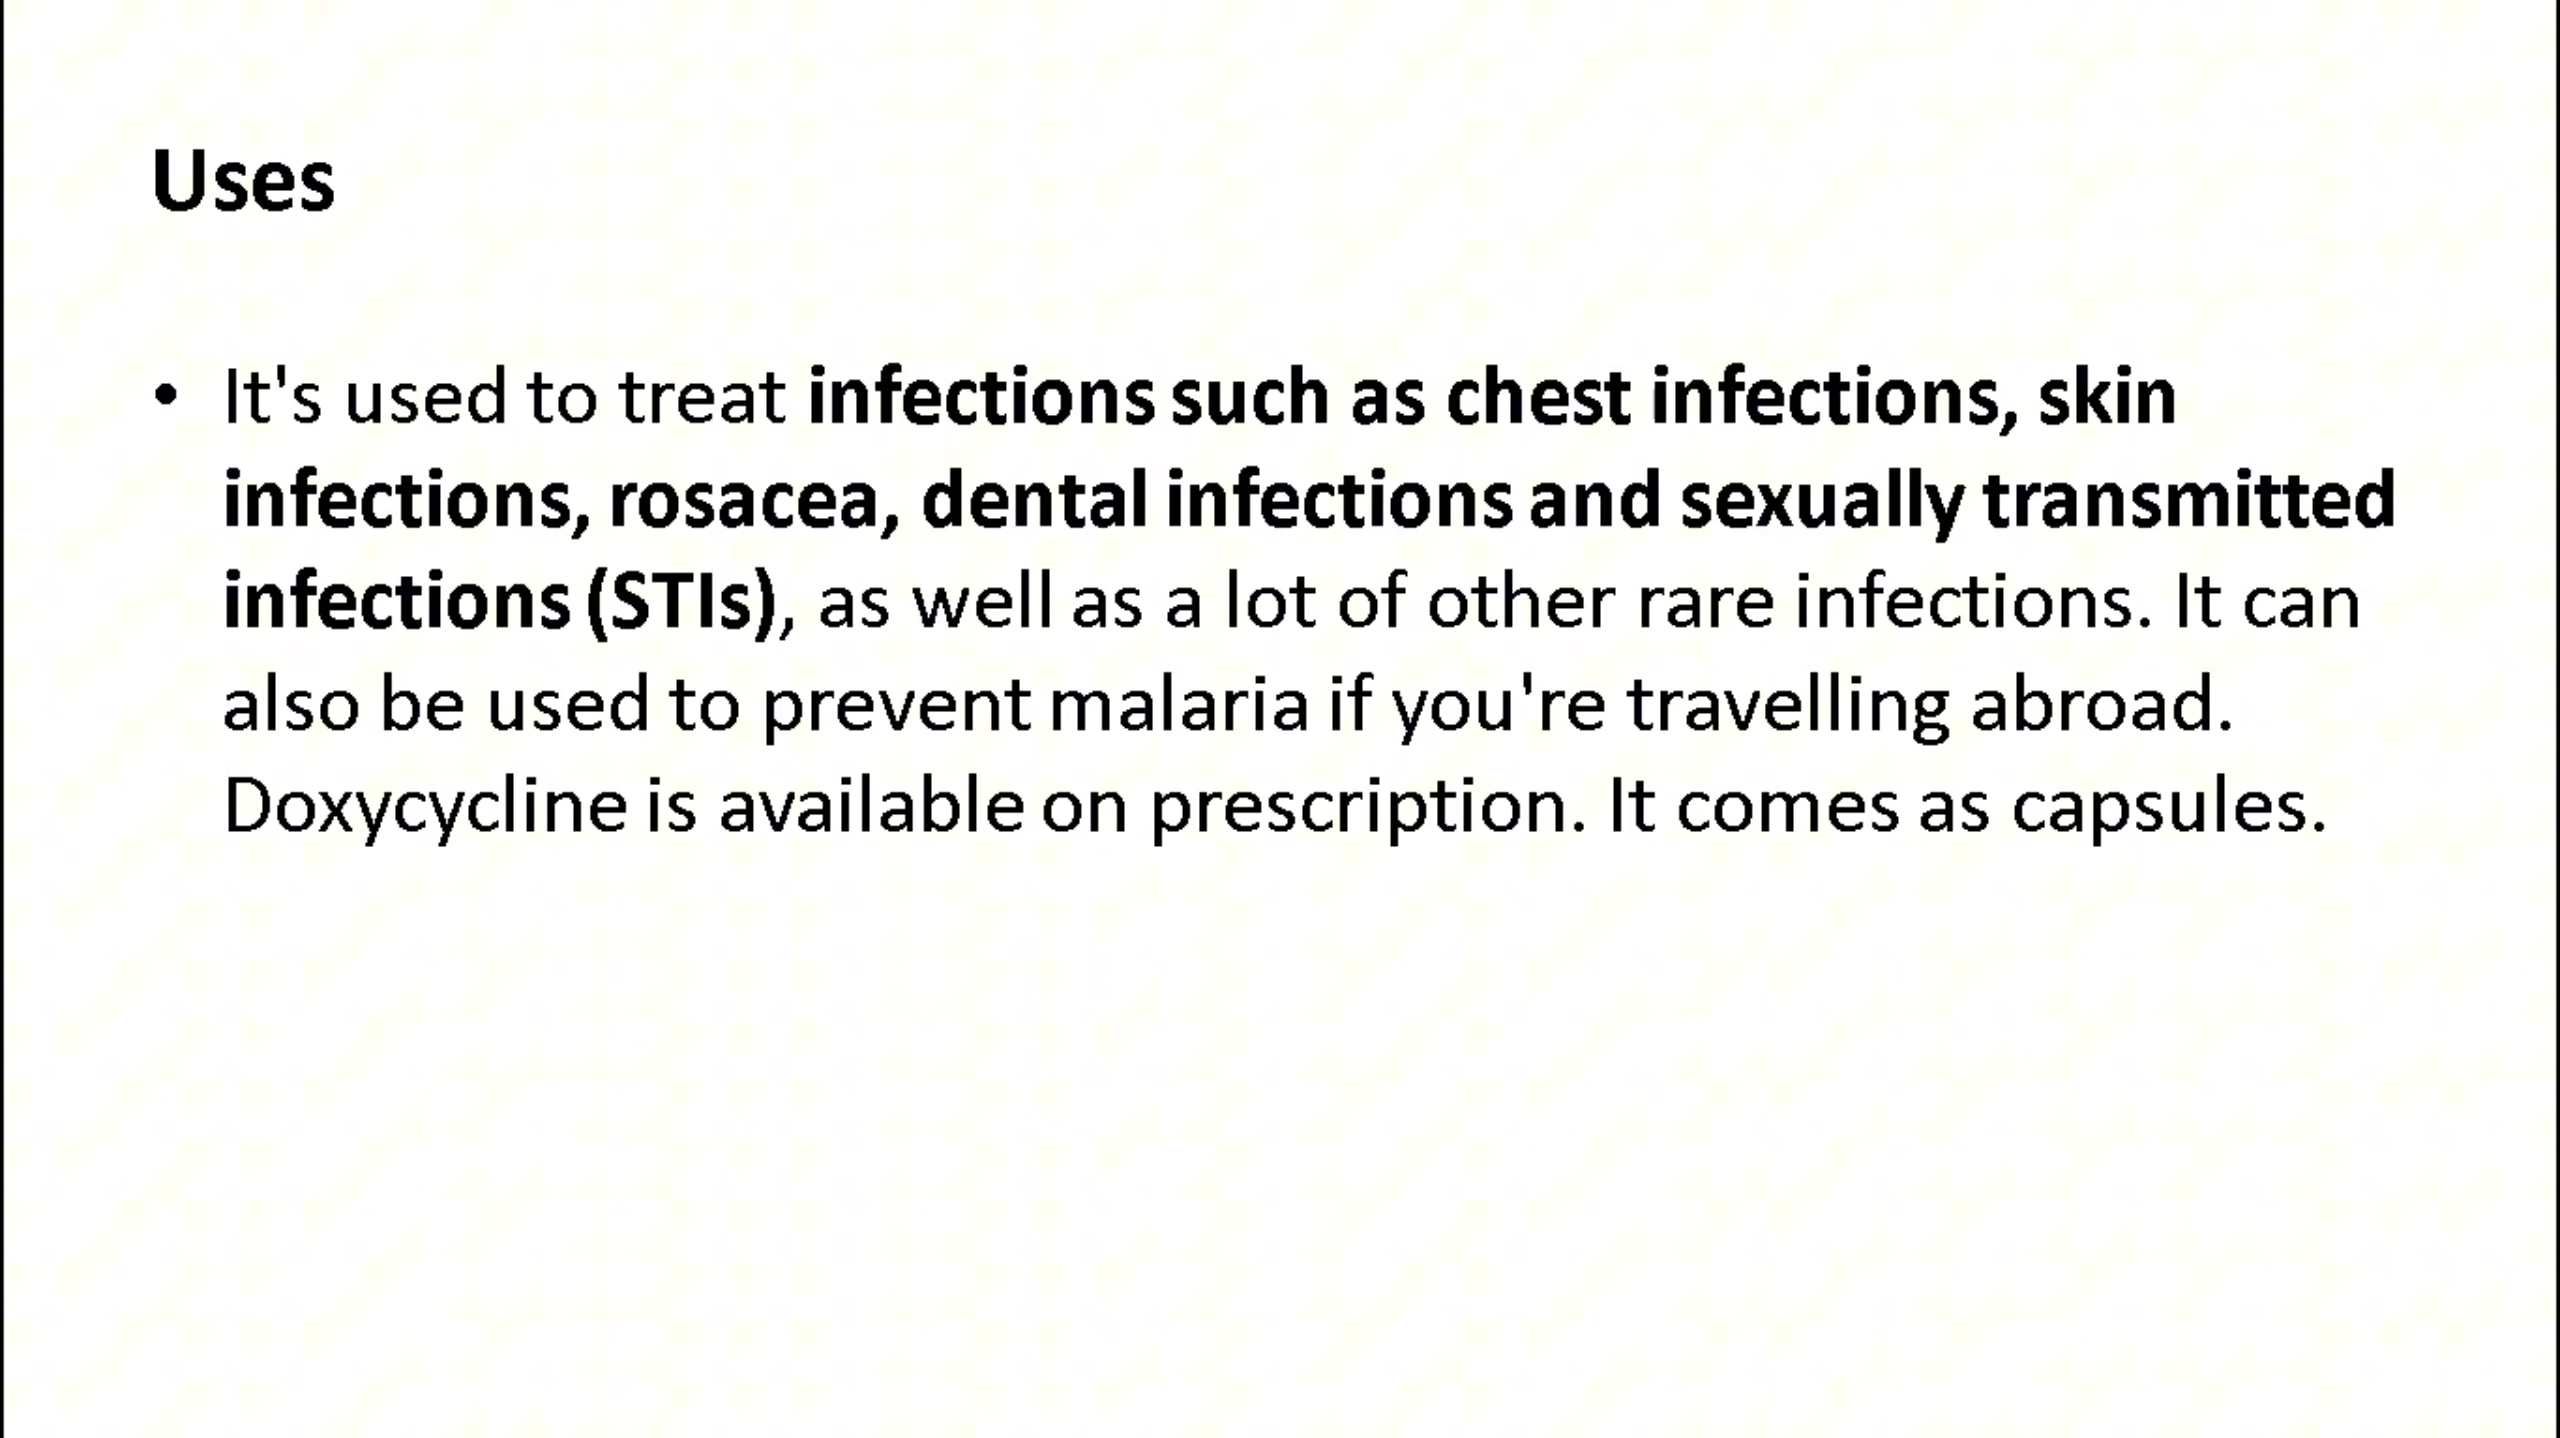 Uses
• It's used to treat infections such as chest infections, skin
infections, rosacea, dental infections and sexually transmitted
infections (STIs), as well as a lot of other rare infections. It can
also be used to prevent malaria if you're travelling abroad.
Doxycycline is available on prescription. It comes as capsules.